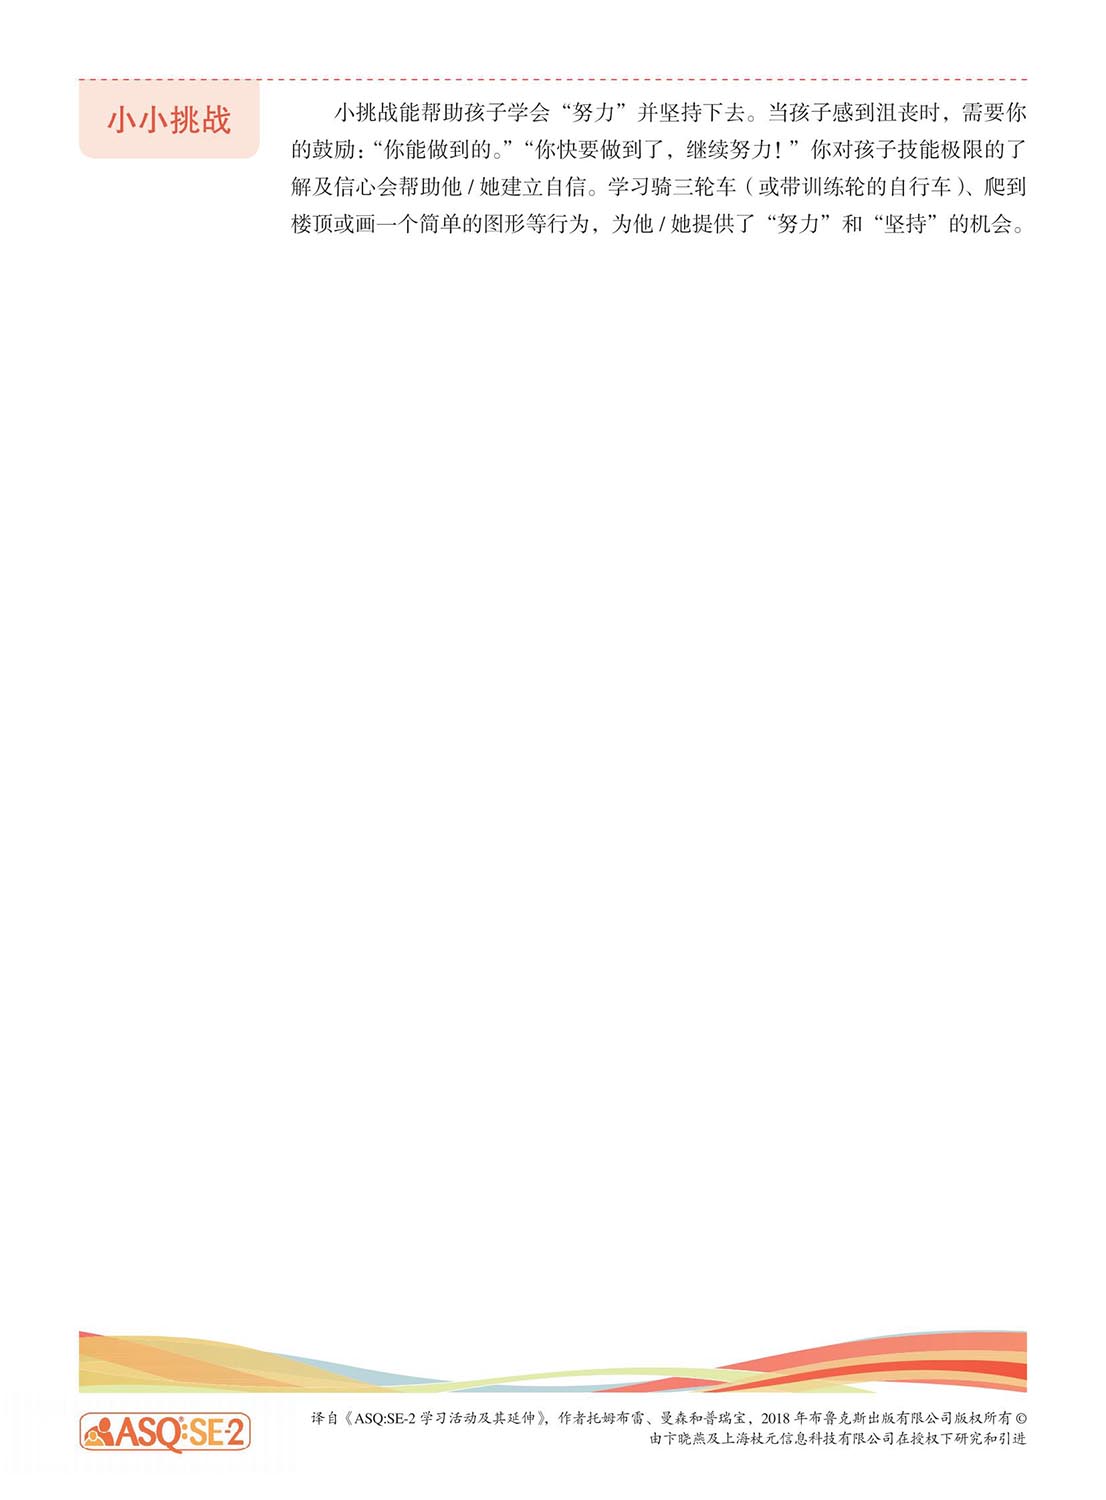 小小挑战
小挑战能帮助孩子学会“努力”并坚持下去。当孩子感到沮丧时，需要你
的鼓励：“你能做到的。”“你快要做到了，继续努力！”你对孩子技能极限的了
解及信心会帮助他 / 她建立自信。学习骑三轮车（或带训练轮的自行车）、爬到
楼顶或画一个简单的图形等行为，为他 / 她提供了“努力”和“坚持”的机会。
ASQ:SE-2
译自《ASQ:SE-2 学习活动及其延伸》，作者托姆布雷、曼森和普瑞宝，2018 年布鲁克斯出版有限公司版权所有 ©
由卞晓燕及上海杖元信息科技有限公司在授权下研究和引进